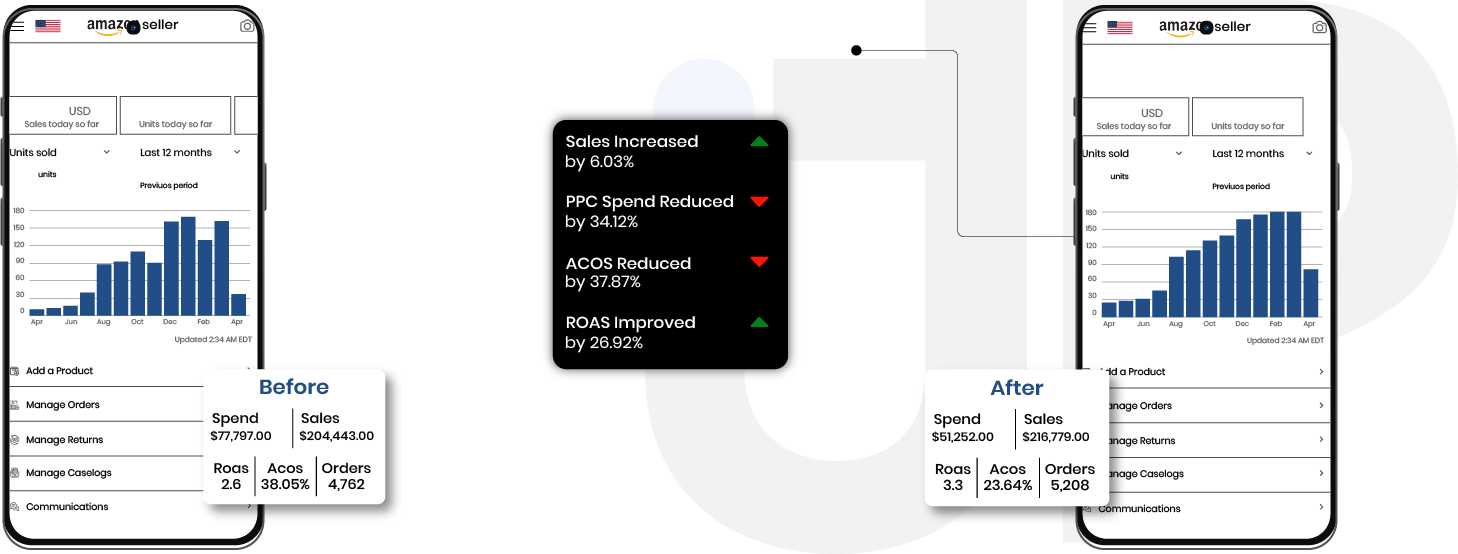 amazon seller
USD
Sales today so far
Units today so far
Units sold
Last 12 months
units
Previuos period
180
150
120
90
60
30
0
Apr Jun Aug Oct Dec Feb Apr
Updated 2:34 AM EDT
Add a Product
Manage Orders
Manage Returns
Manage Caselogs
Communications
Before
Spend Sales
$77,797.00 $204,443.00
Roas Acos Orders
2.6 38.05% 4,762
Sales Increased
by 6.03%
PPC Spend Reduced
by 34.12%
ACOS Reduced
by 37.87%
ROAS Improved
by 26.92%
amazon seller
USD
Sales today so far
Units today so far
Units sold
Last 12 months
units
Previuos period
180
150
120
90
60
30
0
Apr Jun Aug Oct Dec Feb Apr
Updated 2:34 AM EDT
dd a Product
anage Orders
anage Returns
anage Caselogs
Communications
After
Spend Sales
$51,252.00 $216,779.00
Roas Acos Orders
3.3 23.64% 5,208